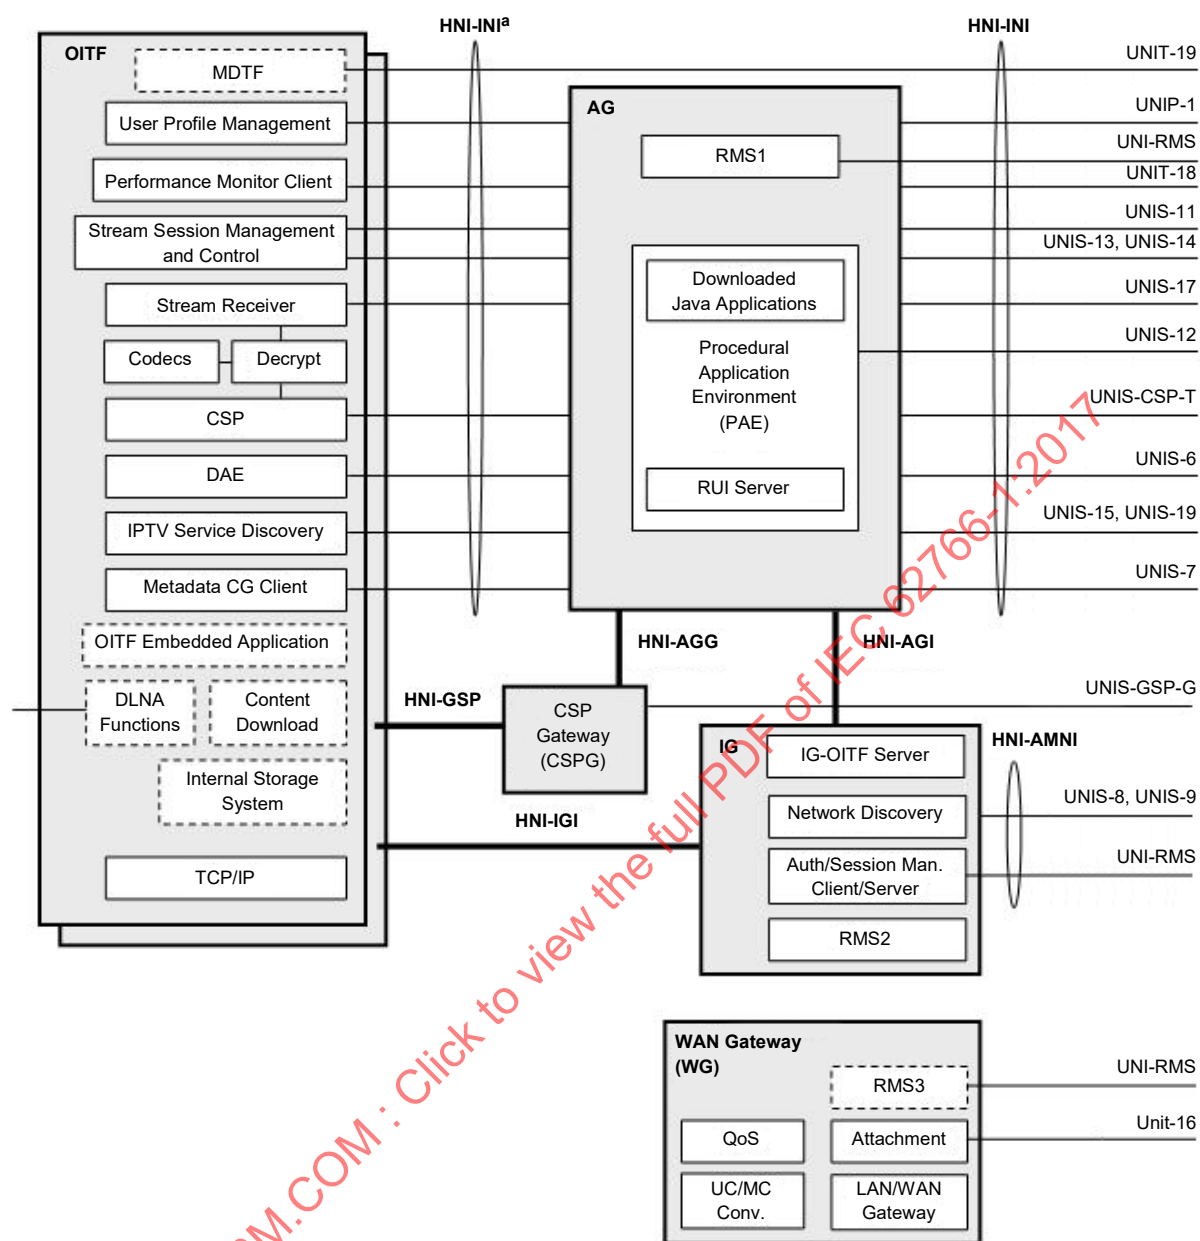 HNI-INIa
HNI-INI
OITF
MDTF
UNIT-19
User Profile Management
AG
UNIP-1
RMS1
UNI-RMS
Performance Monitor Client
UNIT-18
Stream Session Management
and Control
UNIS-11
UNIS-13, UNIS-14
Stream Receiver
Downloaded
Java Applications
UNIS-17
Codecs
Decrypt
Procedural
Application
Environment
(PAE)
UNIS-12
CSP
UNIS-CSP-T
DAE
RUI Server
UNIS-6
IPTV Service Discovery
UNIS-15, UNIS-19
Metadata CG Client
UNIS-7
OITF Embedded Application
HNI-AGG
HNI-AGI
DLNA
Functions
Content
Download
HNI-GSP
CSP
Gateway
(CSPG)
UNIS-GSP-G
IG
IG-OITF Server
HNI-AMNI
Internal Storage
System
Network Discovery
UNIS-8, UNIS-9
HNI-IGI
TCP/IP
Auth/Session Man.
Client/Server
UNI-RMS
RMS2
WAN Gateway
(WG)
RMS3
UNI-RMS
QoS
Attachment
Unit-16
UC/MC
Conv.
LAN/WAN
Gateway
OM.COM : Click to view the full PDF of IEC 62766-1:2017